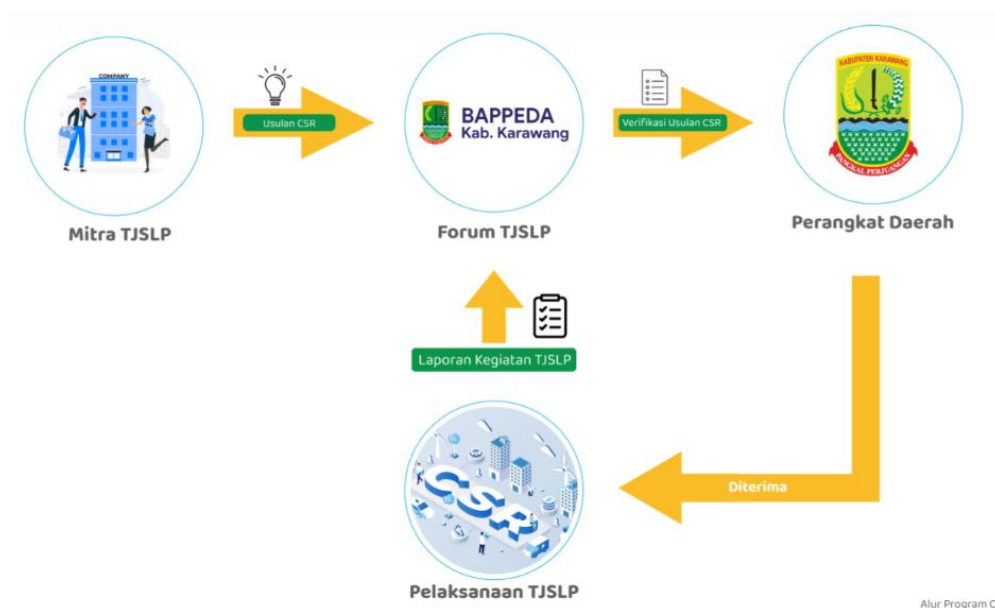 COMPANY
Usulan CSR
BAPPEDA
Kab. Karawang
Verifikasi Usulan CSR
KABUPATEN KARAWANG
PANGKAL PERJUANGAN
Mitra TJSLP
Forum TJSLP
Perangkat Daerah
Laporan Kegiatan TJSLP
CSR
Diterima
Pelaksanaan TJSLP
Alur Program C